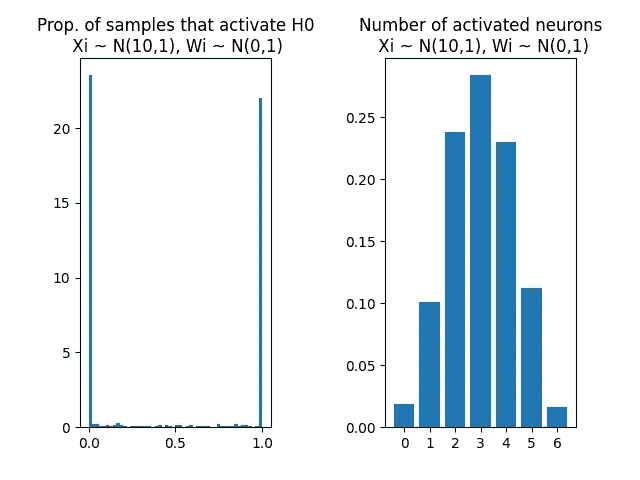 Prop. of samples that activate H0
Xi ~ N(10,1), Wi ~ N(0,1)
20
15
10
5
0
0.0 0.5 1.0
Number of activated neurons
Xi ~ N(10,1), Wi ~ N(0,1)
0.25
0.20
0.15
0.10
0.05
0.00
0 1 2 3 4 5 6